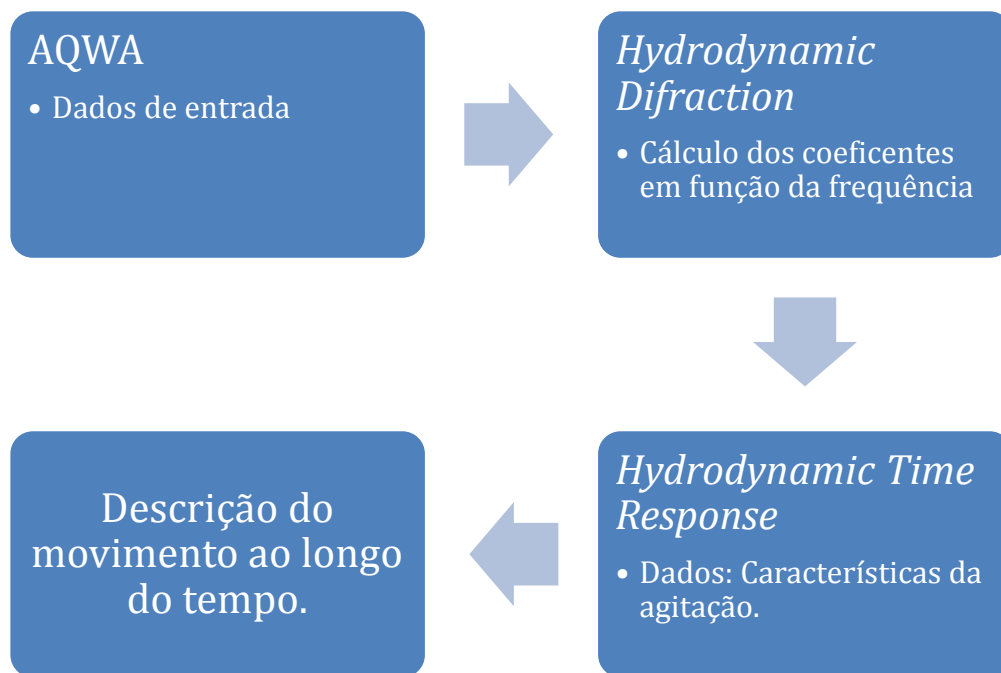 AQWA
• Dados de entrada
Hydrodynamic
Difraction
• Cálculo dos coeficentes
em função da frequência
Hydrodynamic Time
Response
• Dados: Características da
agitação.
Descrição do
movimento ao longo
do tempo.